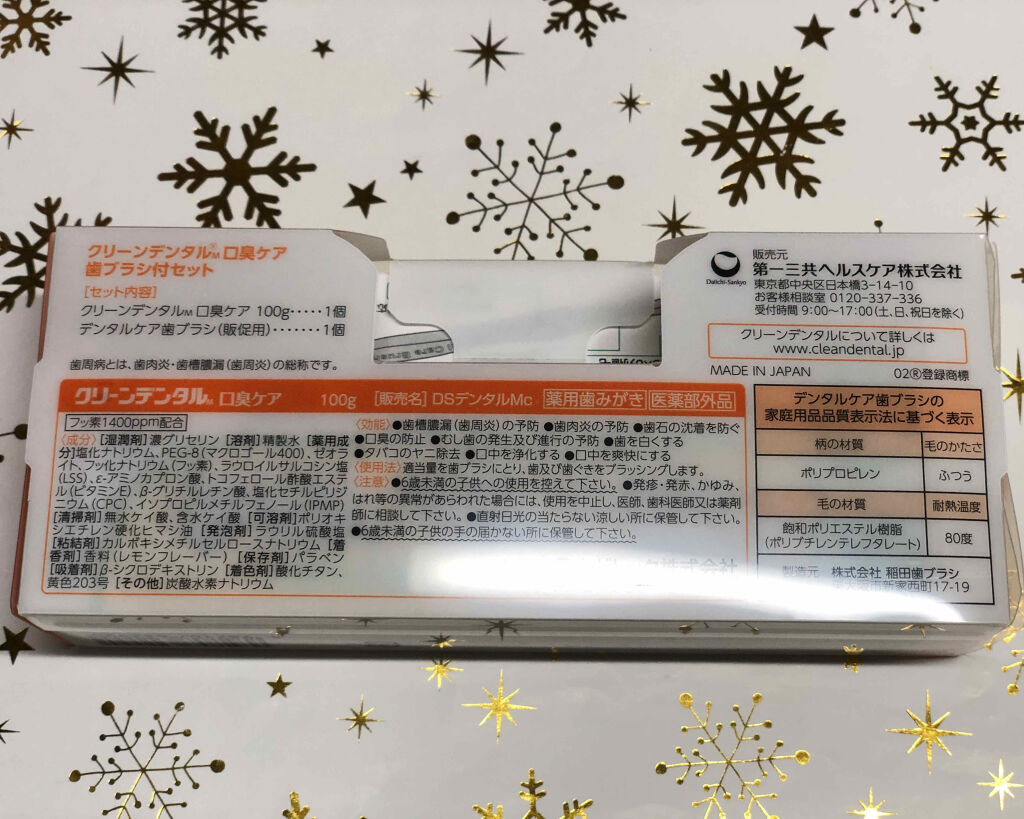 クリーンデンタル®M 口臭ケア
歯ブラシ付セット
[セット内容]
クリーンデンタルM 口臭ケア 100g・・・・・1個
デンタルケア歯ブラシ(販促用)・・・・・・・1個
歯周病とは、歯肉炎・歯槽膿漏(歯周炎)の総称です。
Daiichi-Sankyo
販売元
第一三共ヘルスケア株式会社
東京都中央区日本橋3-14-10
お客様相談室 0120-337-336
受付時間 9:00〜17:00(土、日、祝日を除く)
クリーンデンタルについて詳しくは
www.cleandental.jp
MADE IN JAPAN 02®登録商標
クリーンデンタルM 口臭ケア 100g [販売名] DSデンタルMc 薬用歯みがき 医薬部外品
フッ素1400ppm配合
〈成分〉[湿潤剤]濃グリセリン [溶剤]精製水 [薬用成
分]塩化ナトリウム、PEG-8(マクロゴール400)、ゼオラ
イト、フッ化ナトリウム(フッ素)、ラウロイルサルコシン塩
(LSS)、ε-アミノカプロン酸、トコフェロール酢酸エステ
ル(ビタミンE)、β-グリチルレチン酸、塩化セチルピリジ
ニウム(CPC)、イソプロピルメチルフェノール(IPMP)
[清掃剤]無水ケイ酸、含水ケイ酸 [可溶剤]ポリオキ
シエチレン硬化ヒマシ油 [発泡剤]ラウリル硫酸塩
[粘結剤]カルボキシメチルセルロースナトリウム [着
香剤]香料(レモンフレーバー) [保存剤]パラベン
[吸着剤]β-シクロデキストリン [着色剤]酸化チタン、
黄色203号 [その他]炭酸水素ナトリウム
〈効能〉●歯槽膿漏(歯周炎)の予防 ●歯肉炎の予防 ●歯石の沈着を防ぐ
●口臭の防止 ●むし歯の発生及び進行の予防 ●歯を白くする
●タバコのヤニ除去 ●口中を浄化する ●口中を爽快にする
〈使用法〉適当量を歯ブラシにとり、歯及び歯ぐきをブラッシングします。
〈注意〉●6歳未満の子供への使用を控えて下さい。●発疹・発赤、かゆみ、
はれ等の異常があらわれた場合には、使用を中止し、医師、歯科医師又は薬剤
師に相談して下さい。●直射日光の当たらない涼しい所に保管して下さい。
●6歳未満の子供の手の届かない所に保管して下さい。
デンタルケア歯ブラシの
家庭用品品質表示法に基づく表示
柄の材質 毛のかたさ
ポリプロピレン ふつう
毛の材質 耐熱温度
飽和ポリエステル樹脂
(ポリブチレンテレフタレート) 80度
製造元 株式会社 稲田歯ブラシ
新家西町17-19